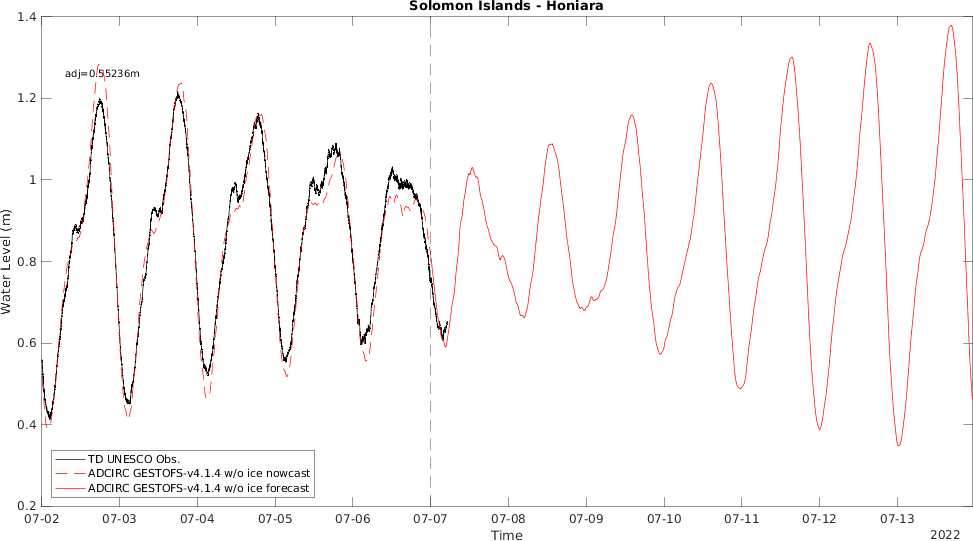 Solomon Islands - Honiara
1.4
1.2
1
0.8
0.6
0.4
0.2
Water Level (m)
adj=0.55236m
TD UNESCO Obs.
ADCIRC GESTOFS-v4.1.4 w/o ice nowcast
ADCIRC GESTOFS-v4.1.4 w/o ice forecast
07-02 07-03 07-04 07-05 07-06 07-07 07-08 07-09 07-10 07-11 07-12 07-13
Time
2022